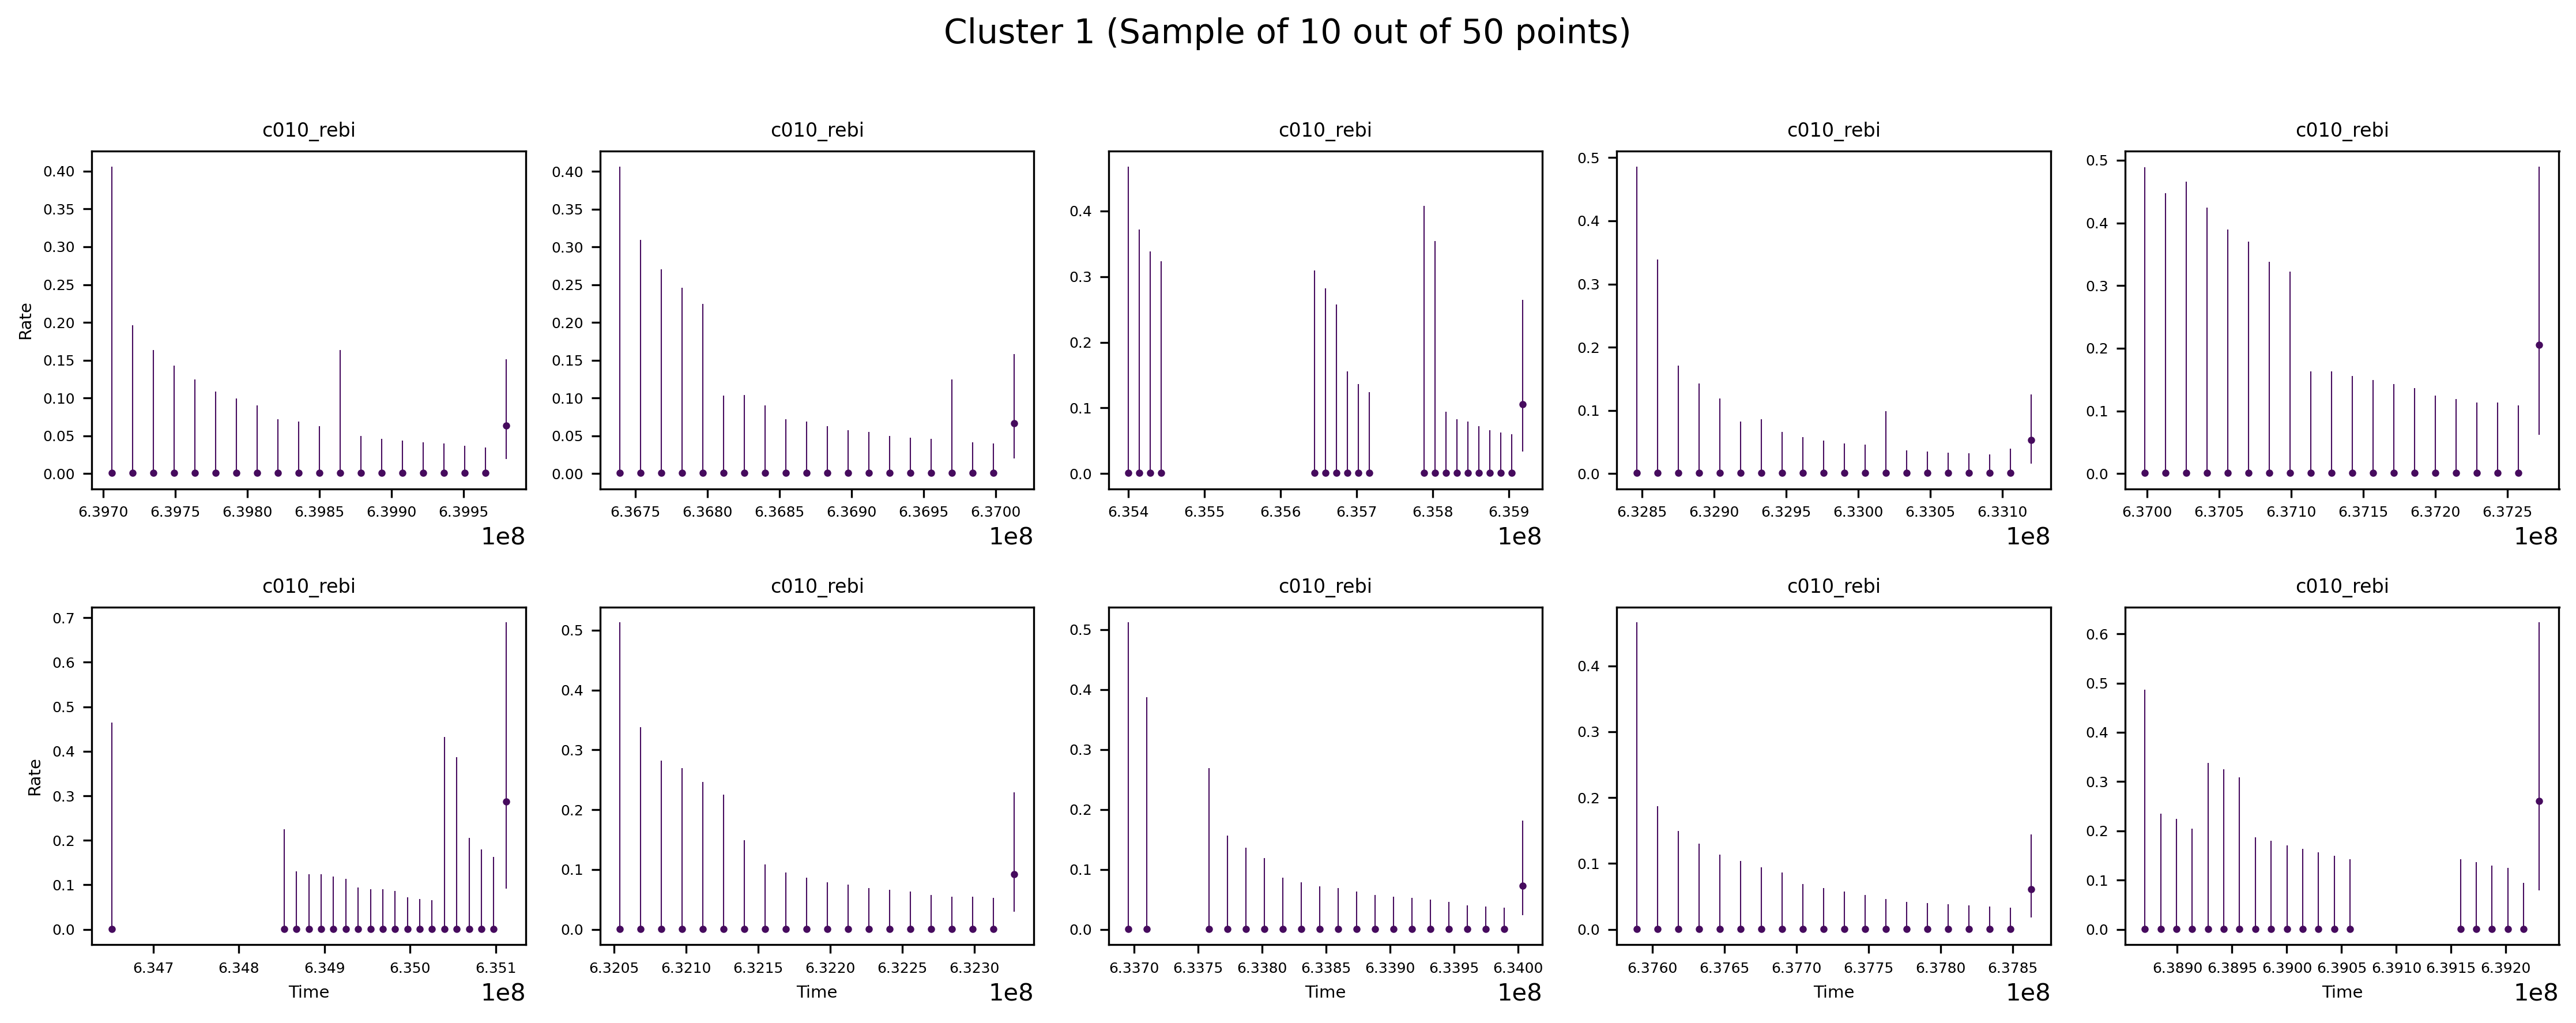 Cluster 1 (Sample of 10 out of 50 points)
c010_rebi c010_rebi c010_rebi c010_rebi c010_rebi
Rate
0.40 0.35 0.30 0.25 0.20 0.15 0.10 0.05 0.00
6.3970 6.3975 6.3980 6.3985 6.3990 6.3995
1e8
0.40 0.35 0.30 0.25 0.20 0.15 0.10 0.05 0.00
6.3675 6.3680 6.3685 6.3690 6.3695 6.3700
1e8
0.4 0.3 0.2 0.1 0.0
6.354 6.355 6.356 6.357 6.358 6.359
1e8
0.5 0.4 0.3 0.2 0.1 0.0
6.3285 6.3290 6.3295 6.3300 6.3305 6.3310
1e8
0.5 0.4 0.3 0.2 0.1 0.0
6.3700 6.3705 6.3710 6.3715 6.3720 6.3725
1e8
c010_rebi c010_rebi c010_rebi c010_rebi c010_rebi
Rate
0.7 0.6 0.5 0.4 0.3 0.2 0.1 0.0
6.347 6.348 6.349 6.350 6.351
Time 1e8
0.5 0.4 0.3 0.2 0.1 0.0
6.3205 6.3210 6.3215 6.3220 6.3225 6.3230
Time 1e8
0.5 0.4 0.3 0.2 0.1 0.0
6.3370 6.3375 6.3380 6.3385 6.3390 6.3395 6.3400
Time 1e8
0.4 0.3 0.2 0.1 0.0
6.3760 6.3765 6.3770 6.3775 6.3780 6.3785
Time 1e8
0.6 0.5 0.4 0.3 0.2 0.1 0.0
6.3890 6.3895 6.3900 6.3905 6.3910 6.3915 6.3920
Time 1e8